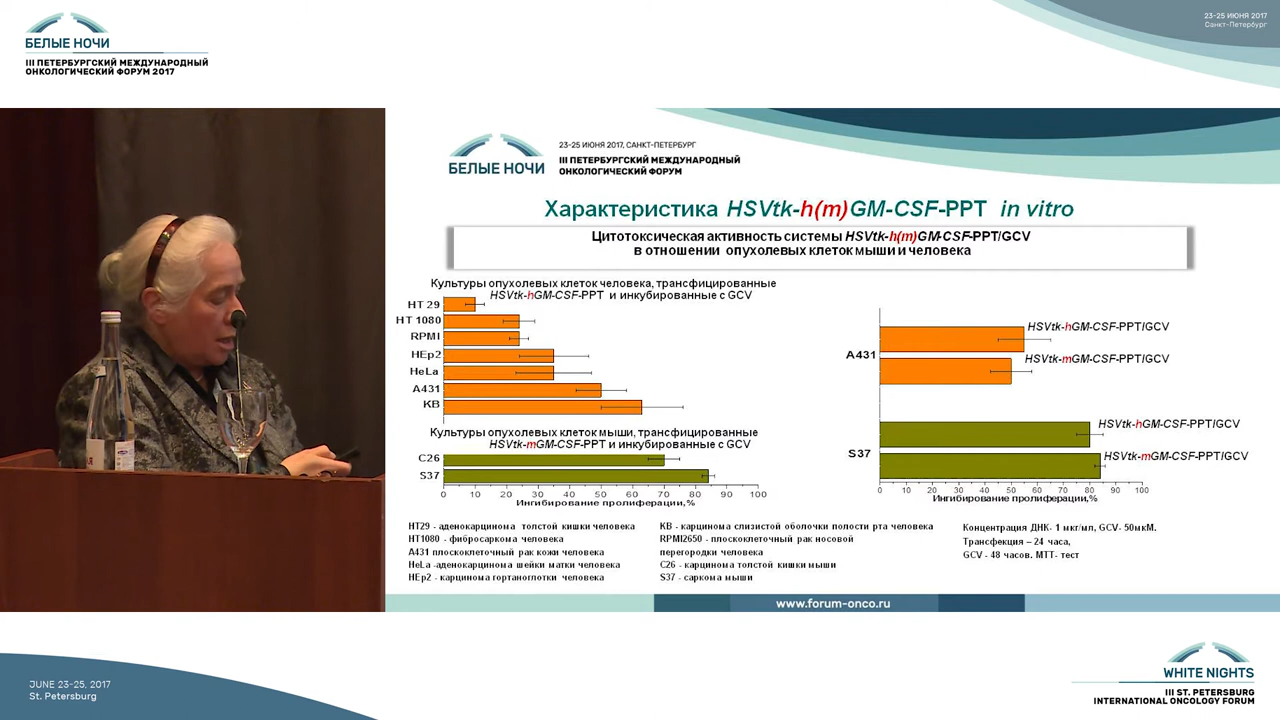 БЕЛЫЕ НОЧИ
III ПЕТЕРБУРГСКИЙ МЕЖДУНАРОДНЫЙ
ОНКОЛОГИЧЕСКИЙ ФОРУМ 2017
23-25 ИЮНЯ 2017
Санкт-Петербург
БЕЛЫЕ НОЧИ
23-25 ИЮНЯ 2017, САНКТ-ПЕТЕРБУРГ
III ПЕТЕРБУРГСКИЙ МЕЖДУНАРОДНЫЙ
ОНКОЛОГИЧЕСКИЙ ФОРУМ
Характеристика HSVtk-h(m)GM-CSF-PPT in vitro
Цитотоксическая активность системы HSVtk-h(m)GM-CSF-PPT/GCV
в отношении опухолевых клеток мыши и человека
Культуры опухолевых клеток человека, трансфицированные
HSVtk-hGM-CSF-PPT и инкубированные с GCV
HT 29
HT 1080
RPMI
HEp2
HeLa
A431
KB
Культуры опухолевых клеток мыши, трансфицированные
HSVtk-mGM-CSF-PPT и инкубированные с GCV
C26
S37
0 10 20 30 40 50 60 70 80 90 100
Ингибирование пролиферации,%
A431
HSVtk-hGM-CSF-PPT/GCV
HSVtk-mGM-CSF-PPT/GCV
S37
HSVtk-hGM-CSF-PPT/GCV
HSVtk-mGM-CSF-PPT/GCV
0 10 20 30 40 50 60 70 80 90 100
Ингибирование пролиферации,%
HT29 - аденокарцинома толстой кишки человека
HT1080 - фибросаркома человека
A431 плоскоклеточный рак кожи человека
HeLa -аденокарцинома шейки матки человека
HEp2 - карцинома гортаноглотки человека
KB - карцинома слизистой оболочки полости рта человека
RPMI2650 - плоскоклеточный рак носовой
перегородки человека
C26 - карцинома толстой кишки мыши
S37 - саркома мыши
Концентрация ДНК- 1 мкг/мл, GCV- 50мкМ.
Трансфекция – 24 часа,
GCV - 48 часов. МТТ- тест
www.forum-onco.ru
JUNE 23-25, 2017
St. Petersburg
WHITE NIGHTS
III ST. PETERSBURG
INTERNATIONAL ONCOLOGY FORUM